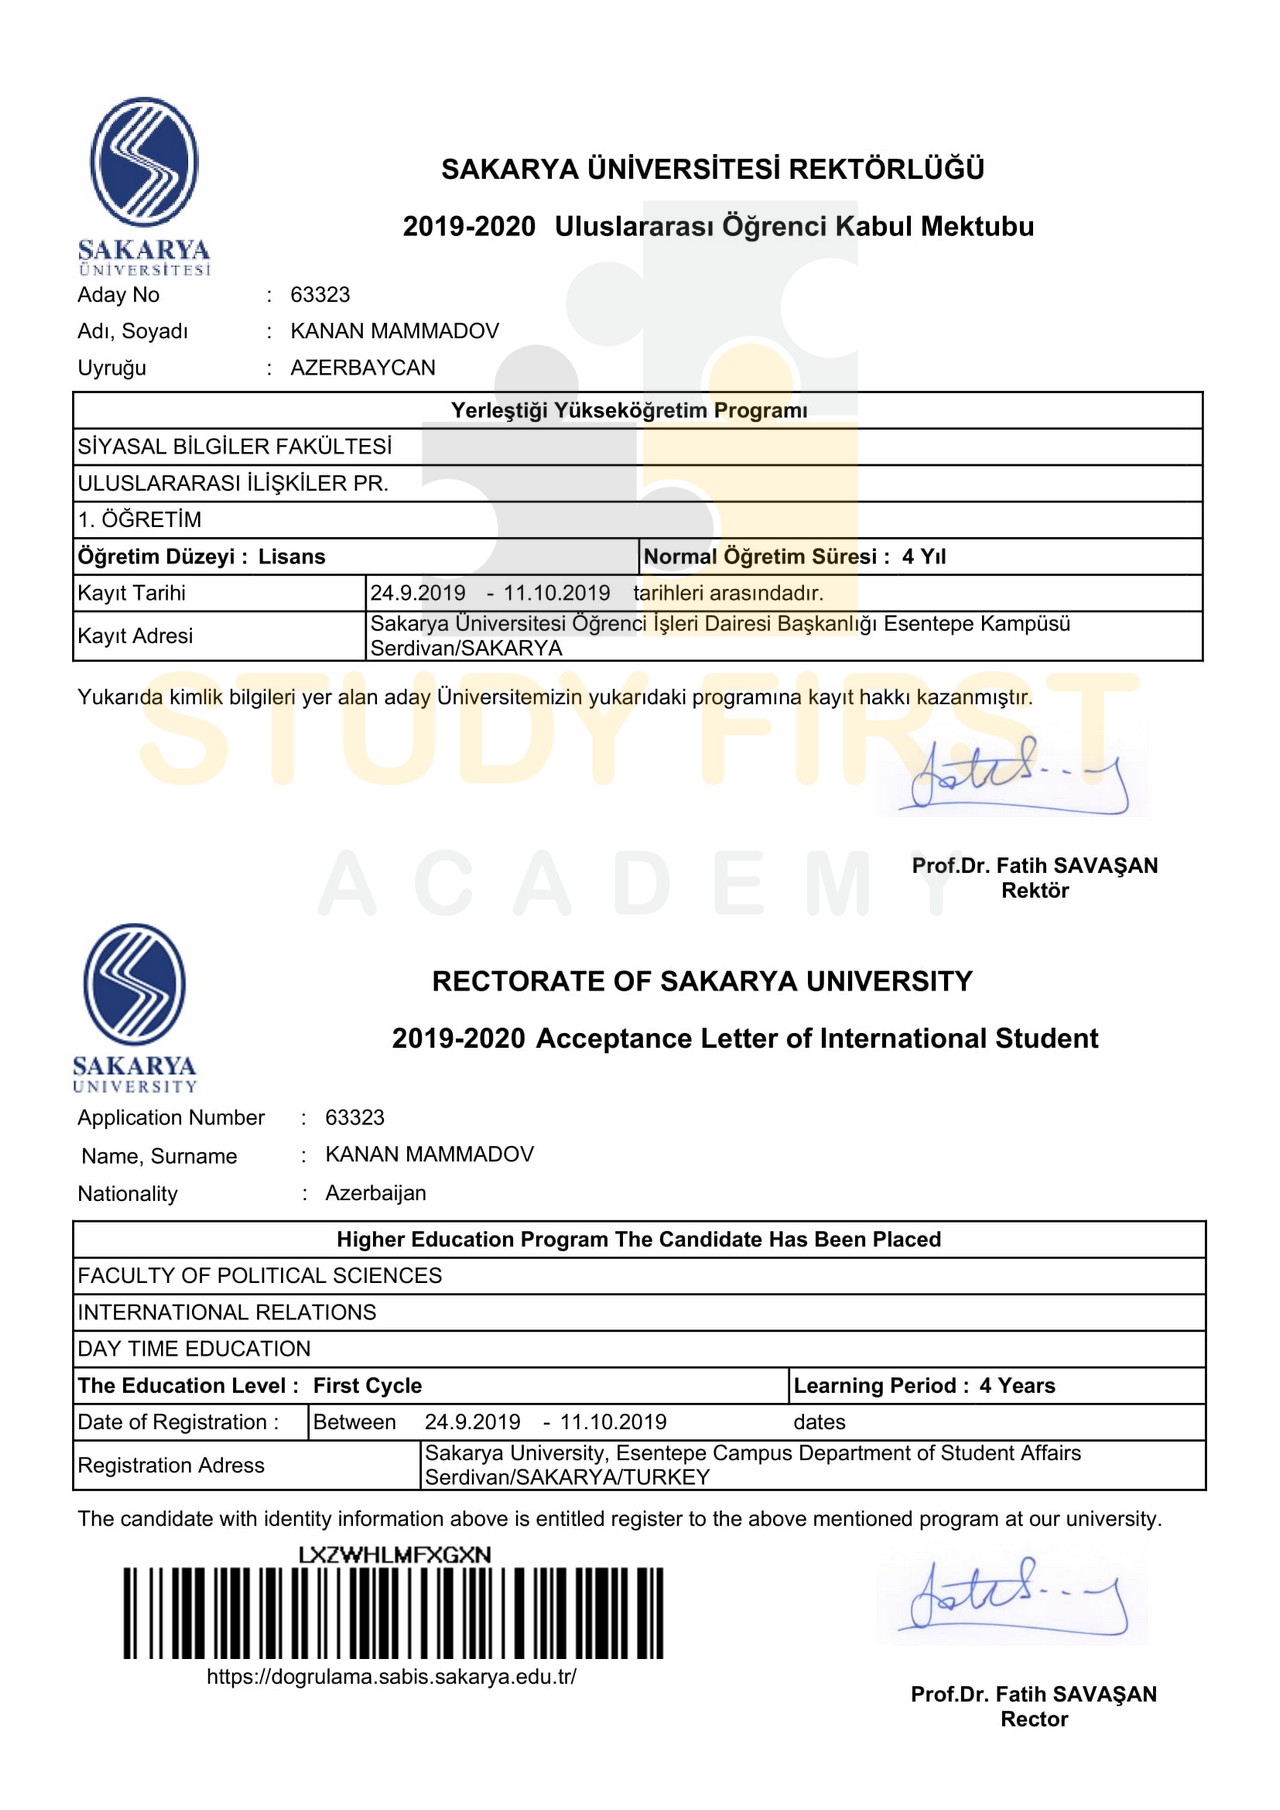 SAKARYA
ÜNİVERSİTESİ
SAKARYA ÜNİVERSİTESİ REKTÖRLÜĞÜ
2019-2020 Uluslararası Öğrenci Kabul Mektubu
Aday No : 63323
Adı, Soyadı : KANAN MAMMADOV
Uyruğu : AZERBAYCAN
Yerleştiği Yükseköğretim Programı
SİYASAL BİLGİLER FAKÜLTESİ
ULUSLARARASI İLİŞKİLER PR.
1. ÖĞRETİM
Öğretim Düzeyi : Lisans Normal Öğretim Süresi : 4 Yıl
Kayıt Tarihi 24.9.2019 - 11.10.2019 tarihleri arasındadır.
Kayıt Adresi Sakarya Üniversitesi Öğrenci İşleri Dairesi Başkanlığı Esentepe Kampüsü
Serdivan/SAKARYA
Yukarıda kimlik bilgileri yer alan aday Üniversitemizin yukarıdaki programına kayıt hakkı kazanmıştır.
STUDY FIRST
ACADEMY
Prof.Dr. Fatih SAVAŞAN
Rektör
SAKARYA
UNIVERSITY
RECTORATE OF SAKARYA UNIVERSITY
2019-2020 Acceptance Letter of International Student
Application Number : 63323
Name, Surname : KANAN MAMMADOV
Nationality : Azerbaijan
Higher Education Program The Candidate Has Been Placed
FACULTY OF POLITICAL SCIENCES
INTERNATIONAL RELATIONS
DAY TIME EDUCATION
The Education Level : First Cycle Learning Period : 4 Years
Date of Registration : Between 24.9.2019 - 11.10.2019 dates
Registration Adress Sakarya University, Esentepe Campus Department of Student Affairs
Serdivan/SAKARYA/TURKEY
The candidate with identity information above is entitled register to the above mentioned program at our university.
LXZWHLMFXGXN
https://dogrulama.sabis.sakarya.edu.tr/
Prof.Dr. Fatih SAVAŞAN
Rector